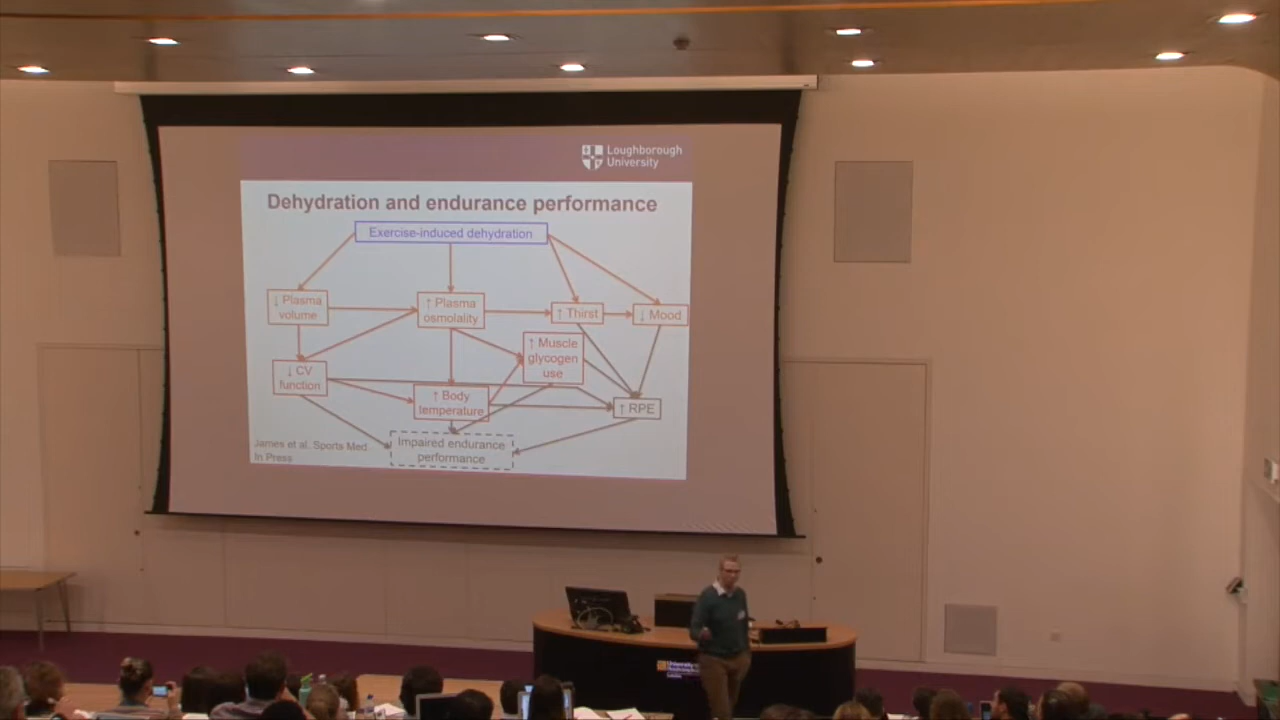 Loughborough
University
Dehydration and endurance performance
Exercise-induced dehydration
↓ Plasma
volume
↑ Plasma
osmolality
↑ Thirst
↓ Mood
↑ Muscle
glycogen
use
↓ CV
function
↑ Body
temperature
↑ RPE
Impaired endurance
performance
James et al. Sports Med.
In Press